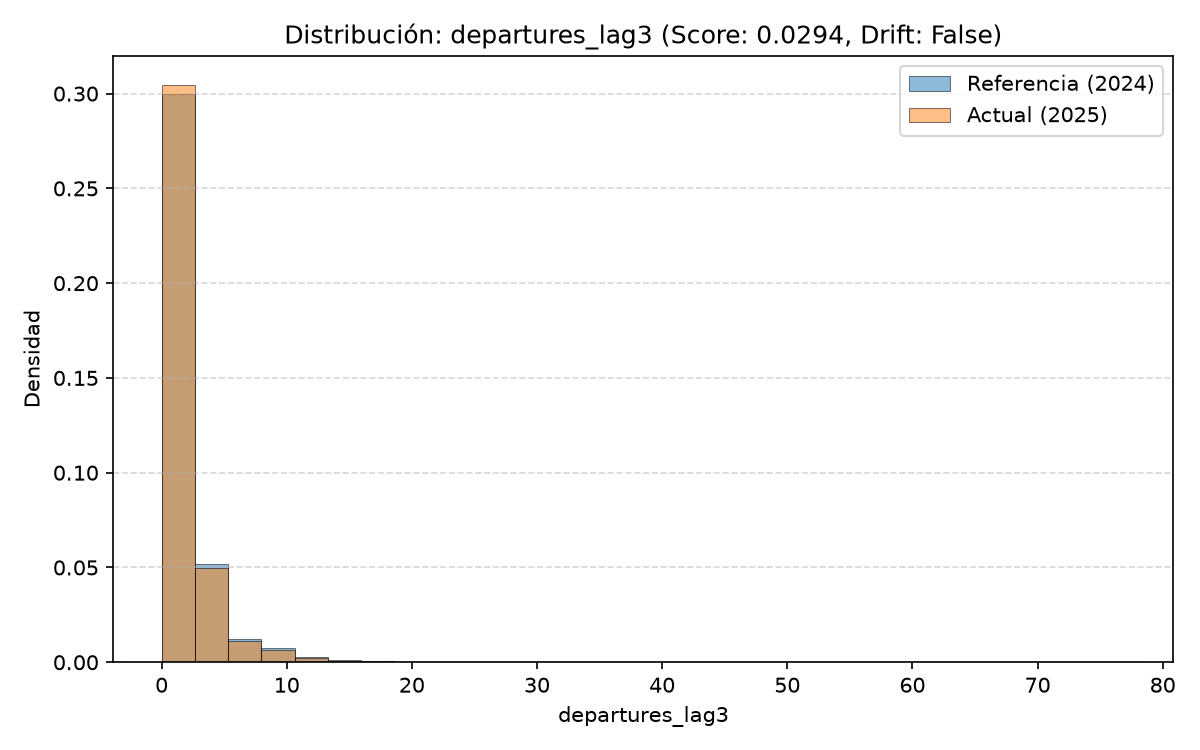 Distribución: departures_lag3 (Score: 0.0294, Drift: False)
Referencia (2024)
Actual (2025)
0.30
0.25
0.20
0.15
0.10
0.05
0.00
Densidad
0 10 20 30 40 50 60 70 80
departures_lag3